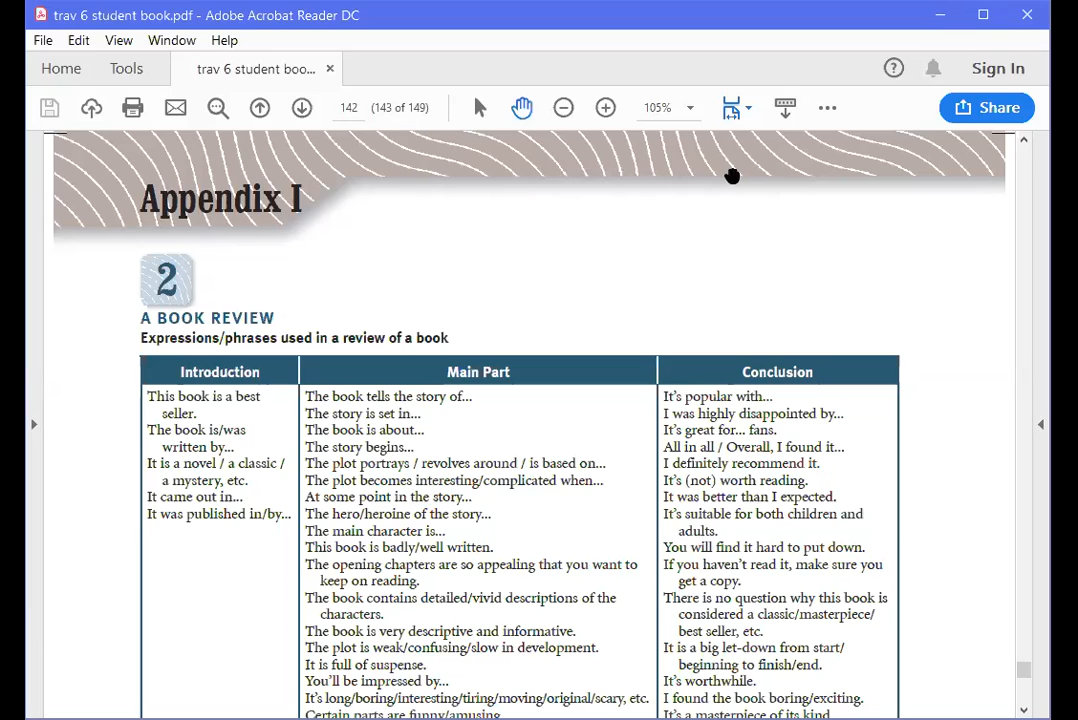 trav 6 student book.pdf - Adobe Acrobat Reader DC
File Edit View Window Help
Home Tools trav 6 student boo... ×
Sign In
142 (143 of 149) 105% Share
Appendix I
2
A BOOK REVIEW
Expressions/phrases used in a review of a book
Introduction
This book is a best
seller.
The book is/was
written by...
It is a novel / a classic /
a mystery, etc.
It came out in...
It was published in/by...
Main Part
The book tells the story of...
The story is set in...
The book is about...
The story begins...
The plot portrays / revolves around / is based on...
The plot becomes interesting/complicated when...
At some point in the story...
The hero/heroine of the story...
The main character is...
This book is badly/well written.
The opening chapters are so appealing that you want to
keep on reading.
The book contains detailed/vivid descriptions of the
characters.
The book is very descriptive and informative.
The plot is weak/confusing/slow in development.
It is full of suspense.
You'll be impressed by...
It's long/boring/interesting/tiring/moving/original/scary, etc.
Certain parts are funny/amusing.
Conclusion
It's popular with...
I was highly disappointed by...
It's great for... fans.
All in all / Overall, I found it...
I definitely recommend it.
It's (not) worth reading.
It was better than I expected.
It's suitable for both children and
adults.
You will find it hard to put down.
If you haven't read it, make sure you
get a copy.
There is no question why this book is
considered a classic/masterpiece/
best seller, etc.
It is a big let-down from start/
beginning to finish/end.
It's worthwhile.
I found the book boring/exciting.
It's a masterpiece of its kind.